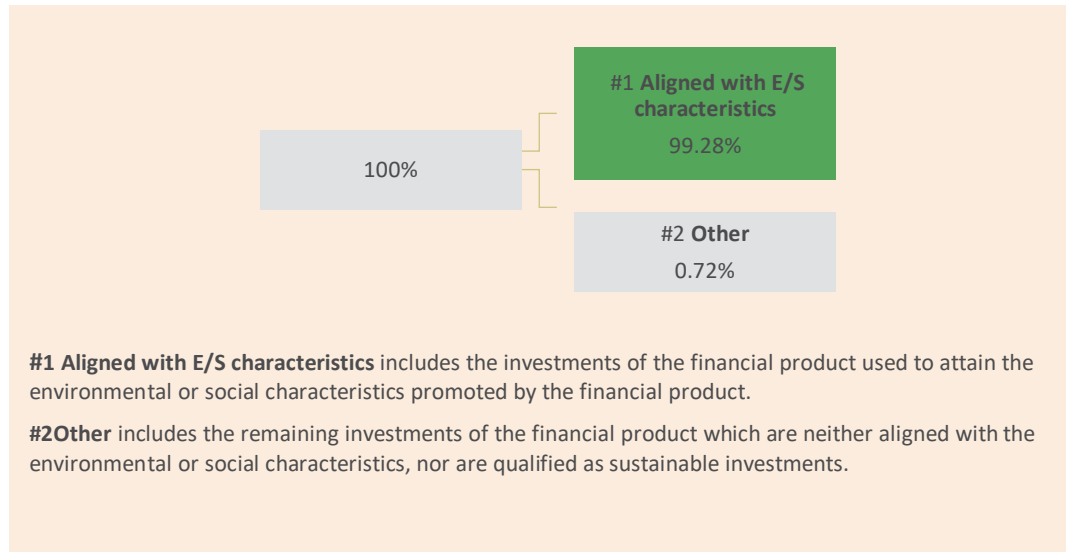 #1 Aligned with E/S
characteristics
99.28%
100%
#2 Other
0.72%
#1 Aligned with E/S characteristics includes the investments of the financial product used to attain the
environmental or social characteristics promoted by the financial product.
#2Other includes the remaining investments of the financial product which are neither aligned with the
environmental or social characteristics, nor are qualified as sustainable investments.